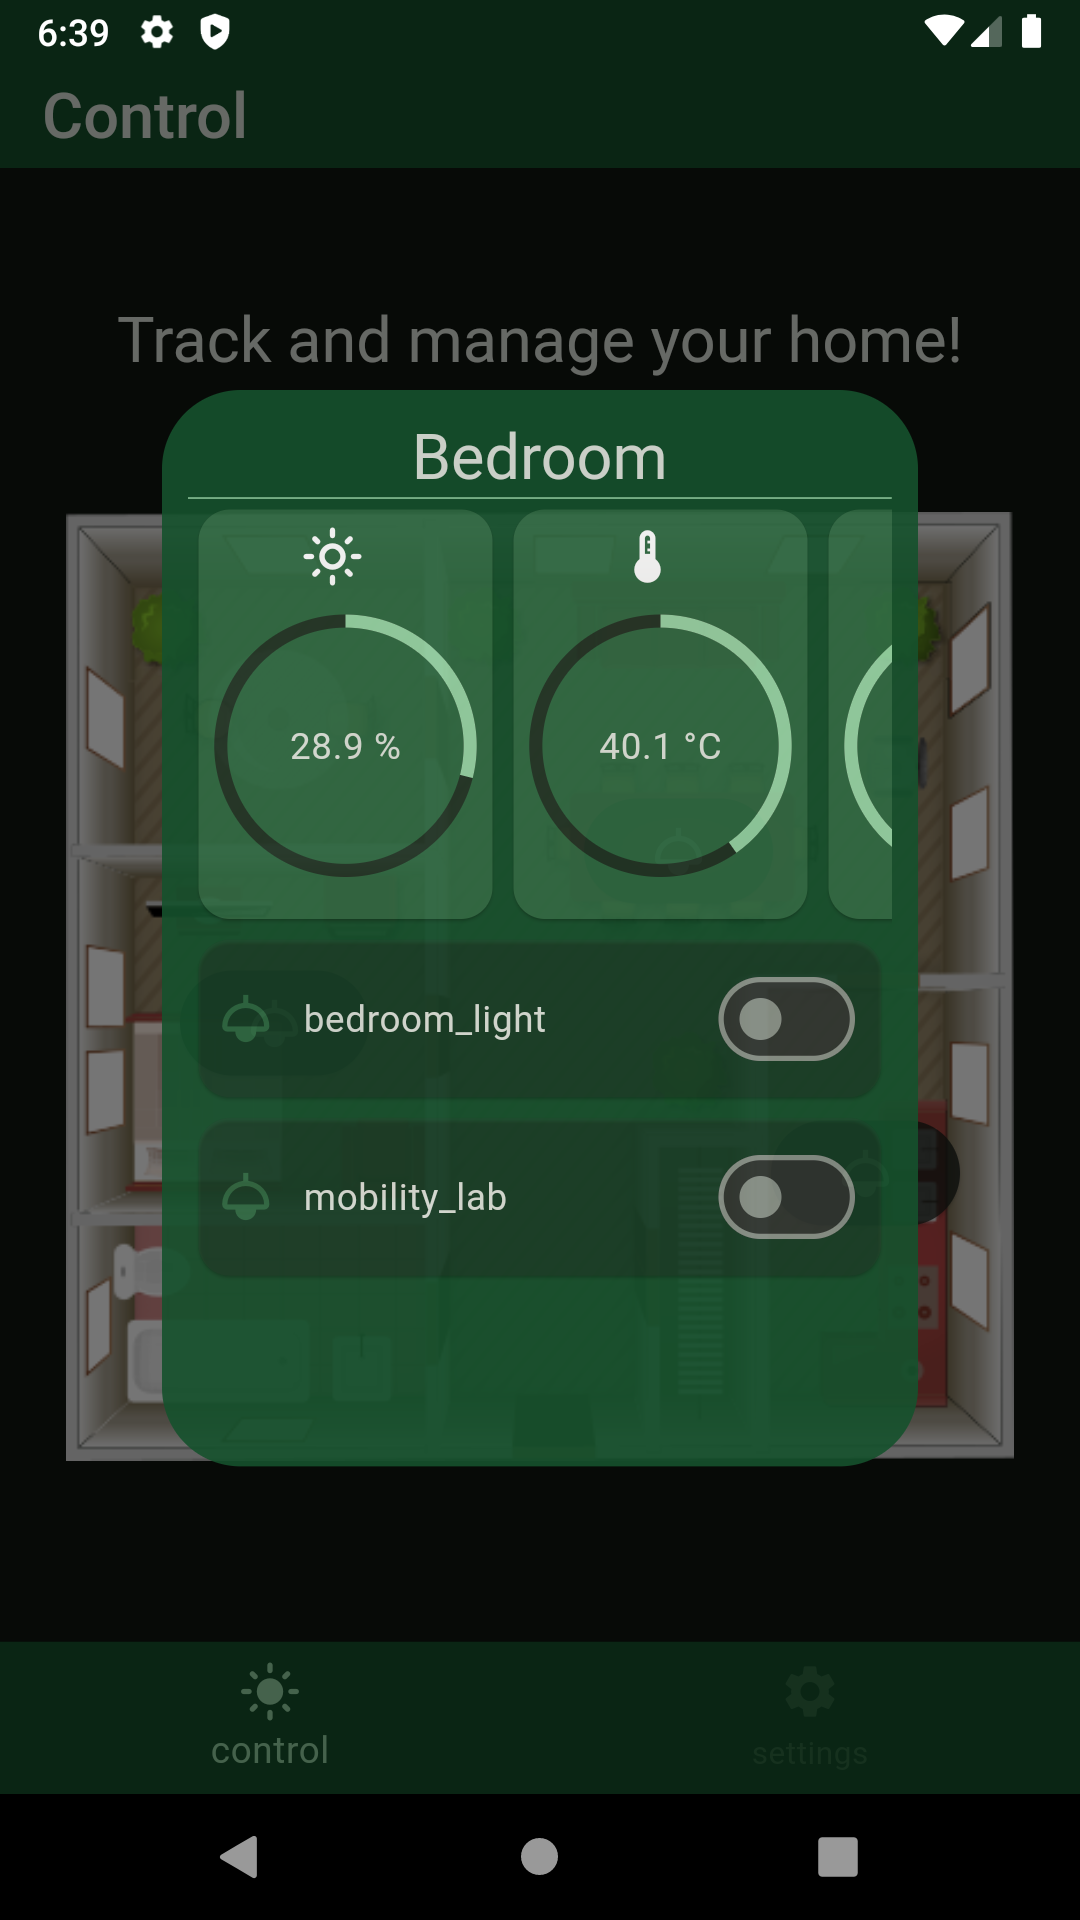 6:39
Control
Track and manage your home!
Bedroom
28.9 %
40.1 °C
bedroom_light
mobility_lab
control
settings